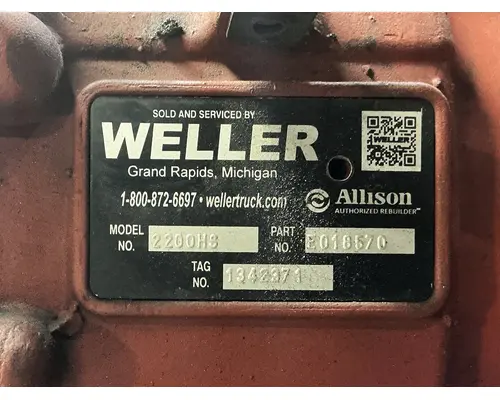 SOLD AND SERVICED BY
WELLER
Grand Rapids, Michigan
1-800-872-6697 • wellertruck.com
Allison
AUTHORIZED REBUILDER
MODEL NO. 2200HS
PART NO. E018570
TAG NO. 1342371
WELLER